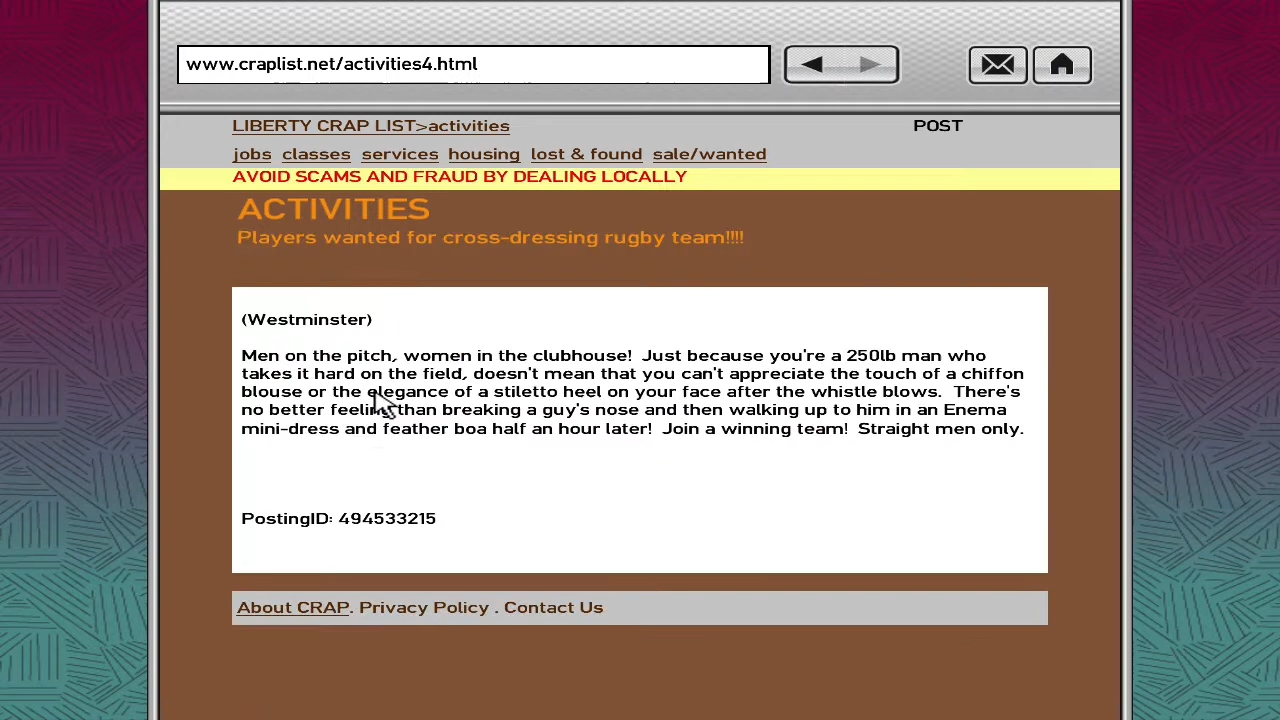 www.craplist.net/activities4.html
LIBERTY CRAP LIST>activities
POST
jobs classes services housing lost & found sale/wanted
AVOID SCAMS AND FRAUD BY DEALING LOCALLY
ACTIVITIES
Players wanted for cross-dressing rugby team!!!!
(Westminster)
Men on the pitch, women in the clubhouse! Just because you're a 250lb man who
takes it hard on the field, doesn't mean that you can't appreciate the touch of a chiffon
blouse or the elegance of a stiletto heel on your face after the whistle blows. There's
no better feeling than breaking a guy's nose and then walking up to him in an Enema
mini-dress and feather boa half an hour later! Join a winning team! Straight men only.
PostingID: 494533215
About CRAP. Privacy Policy . Contact Us